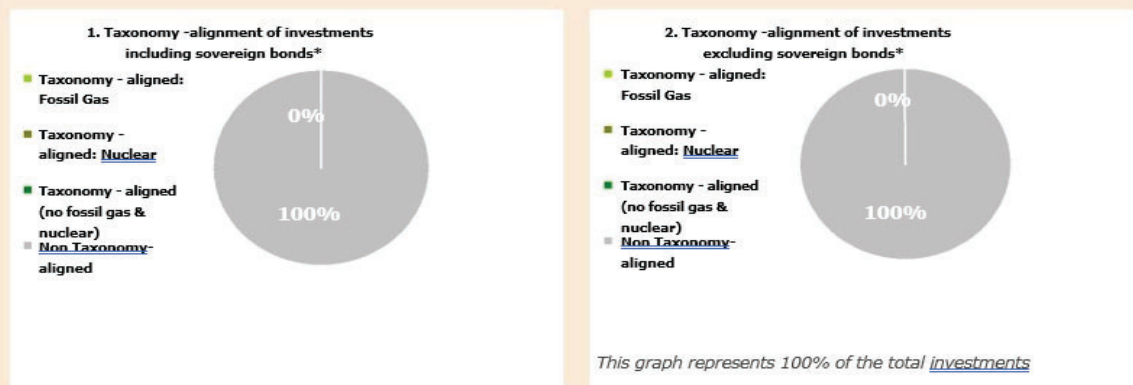 1. Taxonomy -alignment of investments
including sovereign bonds*
Taxonomy - aligned:
Fossil Gas
Taxonomy -
aligned: Nuclear
Taxonomy - aligned
(no fossil gas &
nuclear)
Non Taxonomy-
aligned
0%
100%
2. Taxonomy -alignment of investments
excluding sovereign bonds*
Taxonomy - aligned:
Fossil Gas
Taxonomy -
aligned: Nuclear
Taxonomy - aligned
(no fossil gas &
nuclear)
Non Taxonomy-
aligned
0%
100%
This graph represents 100% of the total investments